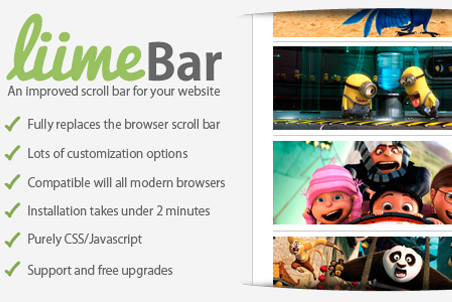 liimeBar
An improved scroll bar for your website
Fully replaces the browser scroll bar
Lots of customization options
Compatible will all modern browsers
Installation takes under 2 minutes
Purely CSS/Javascript
Support and free upgrades